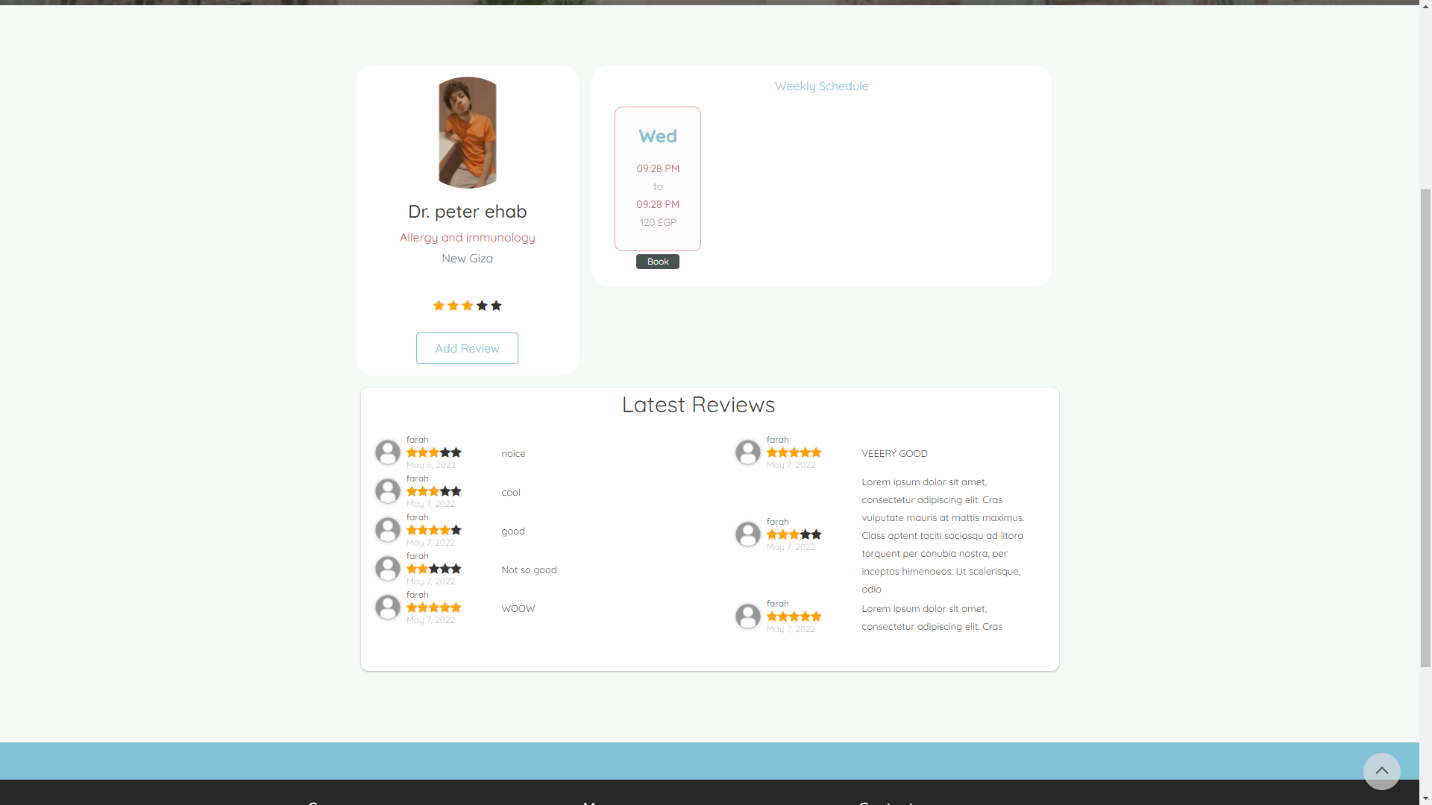 Weekly Schedule
Wed
09:28 PM
to
09:28 PM
120 EGP
Book
Dr. peter ehab
Allergy and immunology
New Giza
Add Review
Latest Reviews
farah
May 6, 2022
noice
farah
May 7, 2022
cool
farah
May 7, 2022
good
farah
May 7, 2022
Not so good
farah
May 7, 2022
WOOW
farah
May 7, 2022
VEEERY GOOD
farah
May 7, 2022
Lorem ipsum dolor sit amet,
consectetur adipiscing elit. Cras
vulputate mauris at mattis maximus.
Class aptent taciti sociosqu ad litora
torquent per conubia nostra, per
inceptos himenaeos. Ut scelerisque,
odio
farah
May 7, 2022
Lorem ipsum dolor sit amet,
consectetur adipiscing elit. Cras